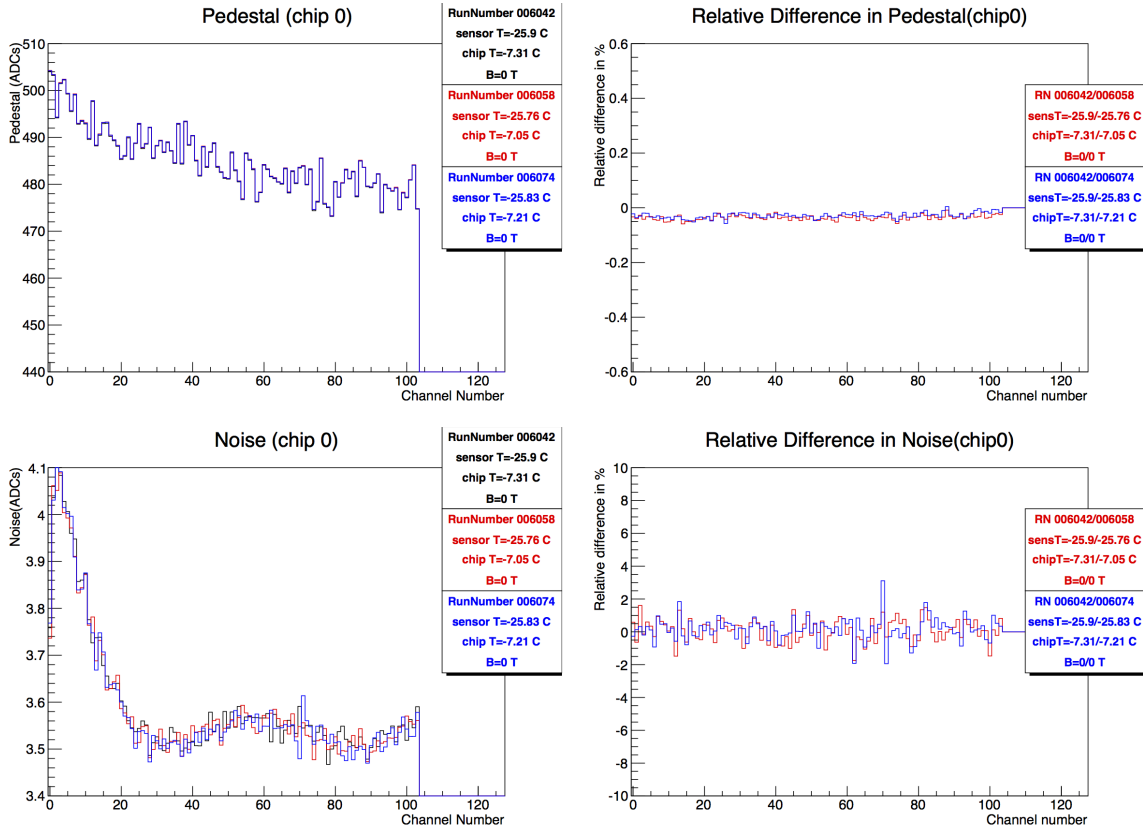 Pedestal (chip 0)
RunNumber 006042
sensor T=-25.9 C
chip T=-7.31 C
B=0 T
RunNumber 006058
sensor T=-25.76 C
chip T=-7.05 C
B=0 T
RunNumber 006074
sensor T=-25.83 C
chip T=-7.21 C
B=0 T
Pedestal (ADCs)
510
500
490
480
470
460
450
440
0 20 40 60 80 100 120
Channel Number
Relative Difference in Pedestal(chip0)
RN 006042/006058
sensT=-25.9/-25.76 C
chipT=-7.31/-7.05 C
B=0/0 T
RN 006042/006074
sensT=-25.9/-25.83 C
chipT=-7.31/-7.21 C
B=0/0 T
Relative difference in %
0.6
0.4
0.2
0
-0.2
-0.4
-0.6
0 20 40 60 80 100 120
Channel number
Noise (chip 0)
RunNumber 006042
sensor T=-25.9 C
chip T=-7.31 C
B=0 T
RunNumber 006058
sensor T=-25.76 C
chip T=-7.05 C
B=0 T
RunNumber 006074
sensor T=-25.83 C
chip T=-7.21 C
B=0 T
Noise(ADCs)
4.1
4
3.9
3.8
3.7
3.6
3.5
3.4
0 20 40 60 80 100 120
Channel Number
Relative Difference in Noise(chip0)
RN 006042/006058
sensT=-25.9/-25.76 C
chipT=-7.31/-7.05 C
B=0/0 T
RN 006042/006074
sensT=-25.9/-25.83 C
chipT=-7.31/-7.21 C
B=0/0 T
Relative difference in %
10
8
6
4
2
0
-2
-4
-6
-8
-10
0 20 40 60 80 100 120
Channel number